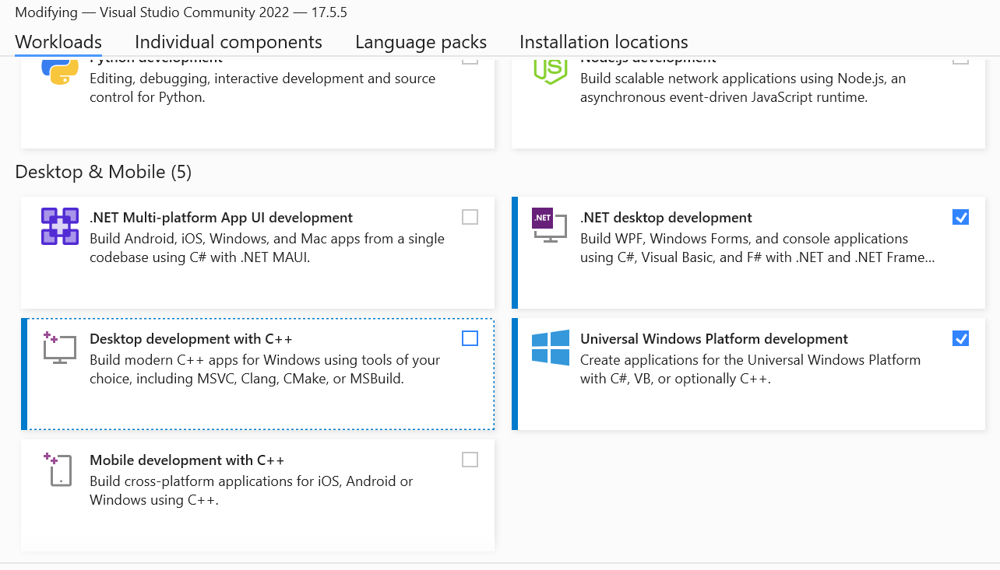 Modifying — Visual Studio Community 2022 — 17.5.5
Workloads Individual components Language packs Installation locations
Python development
Editing, debugging, interactive development and source
control for Python.
Node.js development
JS
Build scalable network applications using Node.js, an
asynchronous event-driven JavaScript runtime.
Desktop & Mobile (5)
.NET Multi-platform App UI development
Build Android, iOS, Windows, and Mac apps from a single
codebase using C# with .NET MAUI.
.NET
.NET desktop development
Build WPF, Windows Forms, and console applications
using C#, Visual Basic, and F# with .NET and .NET Frame...
Desktop development with C++
Build modern C++ apps for Windows using tools of your
choice, including MSVC, Clang, CMake, or MSBuild.
Universal Windows Platform development
Create applications for the Universal Windows Platform
with C#, VB, or optionally C++.
Mobile development with C++
Build cross-platform applications for iOS, Android or
Windows using C++.